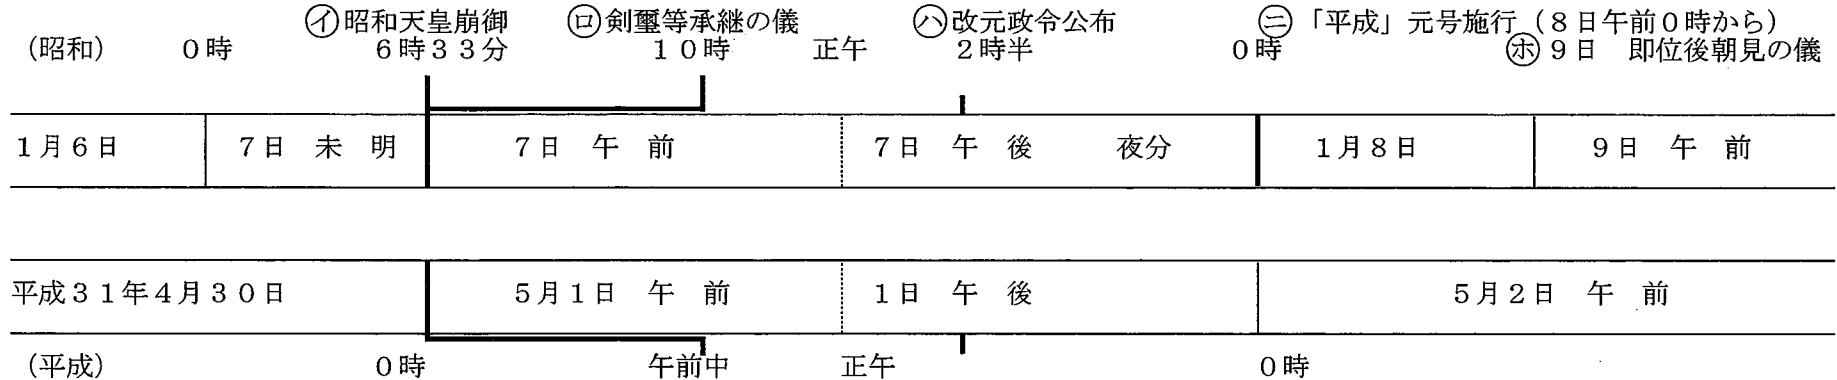 ㋑昭和天皇崩御 ㋺剣璽等承継の儀 ㋩改元政令公布 ㋥「平成」元号施行（８日午前０時から）
（昭和） ０時 ６時３３分 １０時 正午 ２時半 ０時 ㋭９日 即位後朝見の儀
１月６日 ７日 未 明 ７日 午 前 ７日 午 後 夜分 １月８日 ９日 午 前
平成３１年４月３０日 ５月１日 午 前 １日 午 後 ５月２日 午 前
（平成） ０時 午前中 正午 ０時